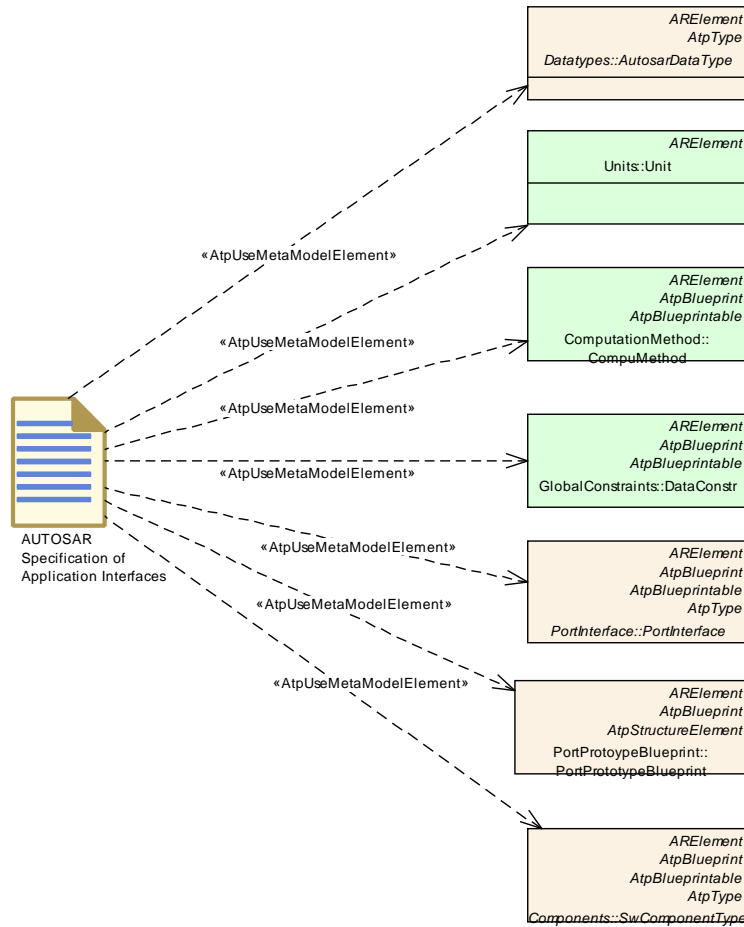 ARElement
AtpType
Datatypes::AutosarDataType
ARElement
Units::Unit
«AtpUseMetaModelElement»
ARElement
AtpBlueprint
AtpBlueprintable
ComputationMethod::
CompuMethod
«AtpUseMetaModelElement»
«AtpUseMetaModelElement»
ARElement
AtpBlueprint
AtpBlueprintable
GlobalConstraints::DataConstr
«AtpUseMetaModelElement»
AUTOSAR
Specification of
Application Interfaces
«AtpUseMetaModelElement»
ARElement
AtpBlueprint
AtpBlueprintable
AtpType
PortInterface::PortInterface
«AtpUseMetaModelElement»
«AtpUseMetaModelElement»
ARElement
AtpBlueprint
AtpStructureElement
PortProtoypeBlueprint::
PortPrototypeBlueprint
ARElement
AtpBlueprint
AtpBlueprintable
AtpType
Components::SwComponentType